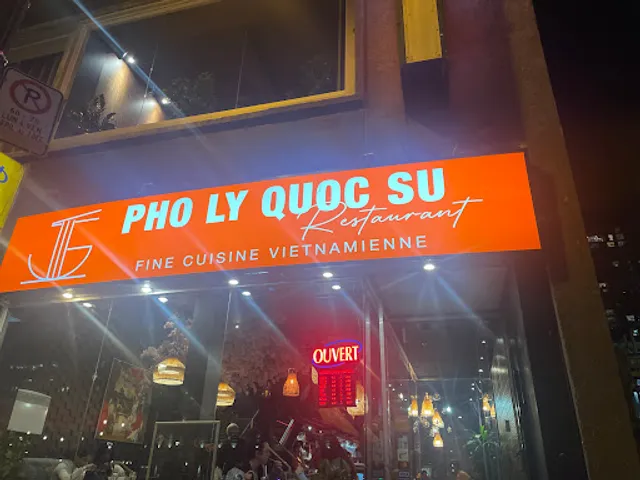 PHO LY QUOC SU
Restaurant
FINE CUISINE VIETNAMIENNE
OUVERT